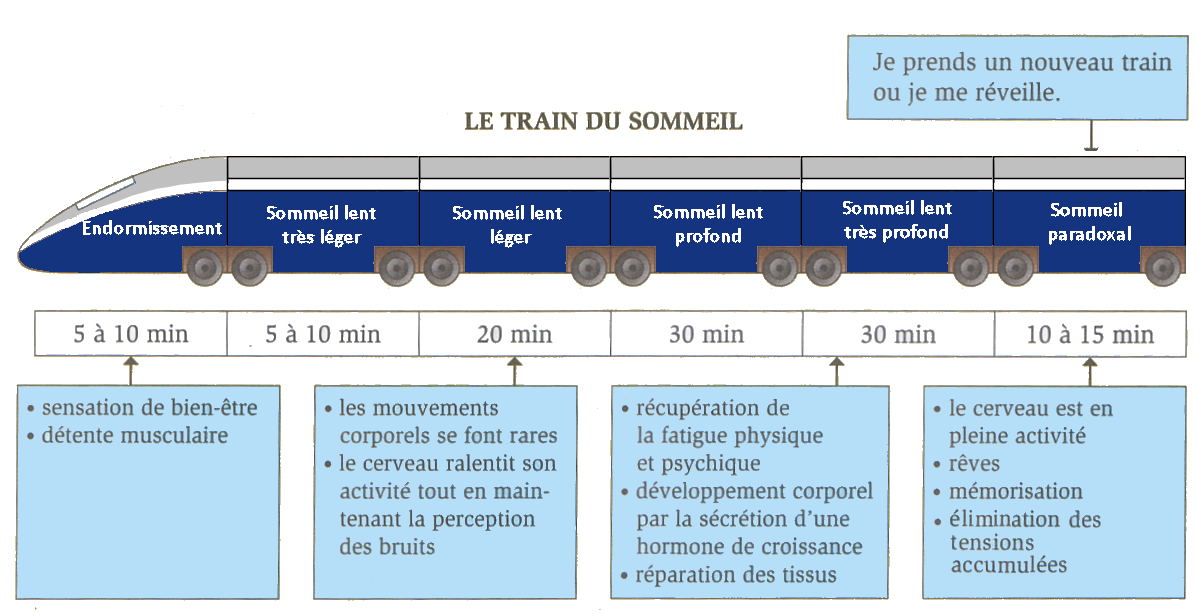 Je prends un nouveau train
ou je me réveille.
LE TRAIN DU SOMMEIL
Endormissement
Sommeil lent
très léger
Sommeil lent
léger
Sommeil lent
profond
Sommeil lent
très profond
Sommeil
paradoxal
5 à 10 min
5 à 10 min
20 min
30 min
30 min
10 à 15 min
• sensation de bien-être
• détente musculaire
• les mouvements
corporels se font rares
• le cerveau ralentit son
activité tout en main-
tenant la perception
des bruits
• récupération de
la fatigue physique
et psychique
• développement corporel
par la sécrétion d'une
hormone de croissance
• réparation des tissus
• le cerveau est en
pleine activité
• rêves
• mémorisation
• élimination des
tensions
accumulées